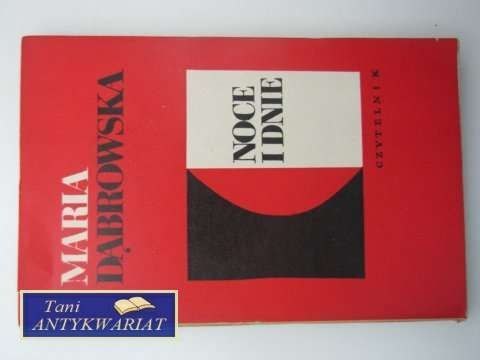 MARIA
DĄBROWSKA
NOCE
I DNIE
CZYTELNIK
Tani
ANTYKWARIAT